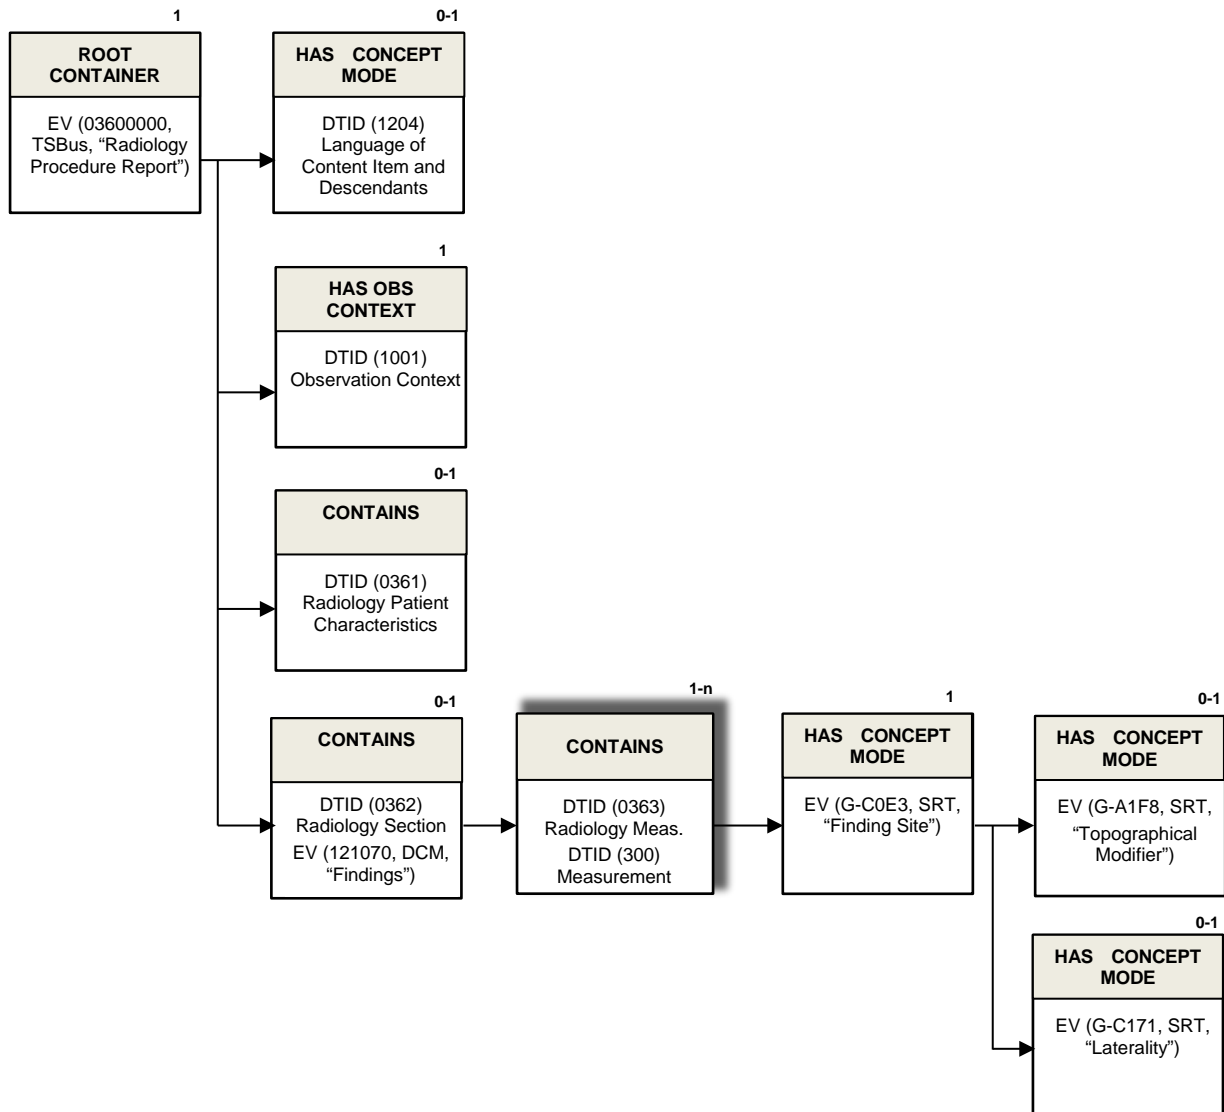 1
ROOT
CONTAINER
EV (03600000,
TSBus, “Radiology
Procedure Report”)
0-1
HAS CONCEPT
MODE
DTID (1204)
Language of
Content Item and
Descendants
1
HAS OBS
CONTEXT
DTID (1001)
Observation Context
0-1
CONTAINS
DTID (0361)
Radiology Patient
Characteristics
0-1
CONTAINS
DTID (0362)
Radiology Section
EV (121070, DCM,
“Findings”)
1-n
CONTAINS
DTID (0363)
Radiology Meas.
DTID (300)
Measurement
1
HAS CONCEPT
MODE
EV (G-C0E3, SRT,
“Finding Site”)
0-1
HAS CONCEPT
MODE
EV (G-A1F8, SRT,
“Topographical
Modifier”)
0-1
HAS CONCEPT
MODE
EV (G-C171, SRT,
“Laterality”)